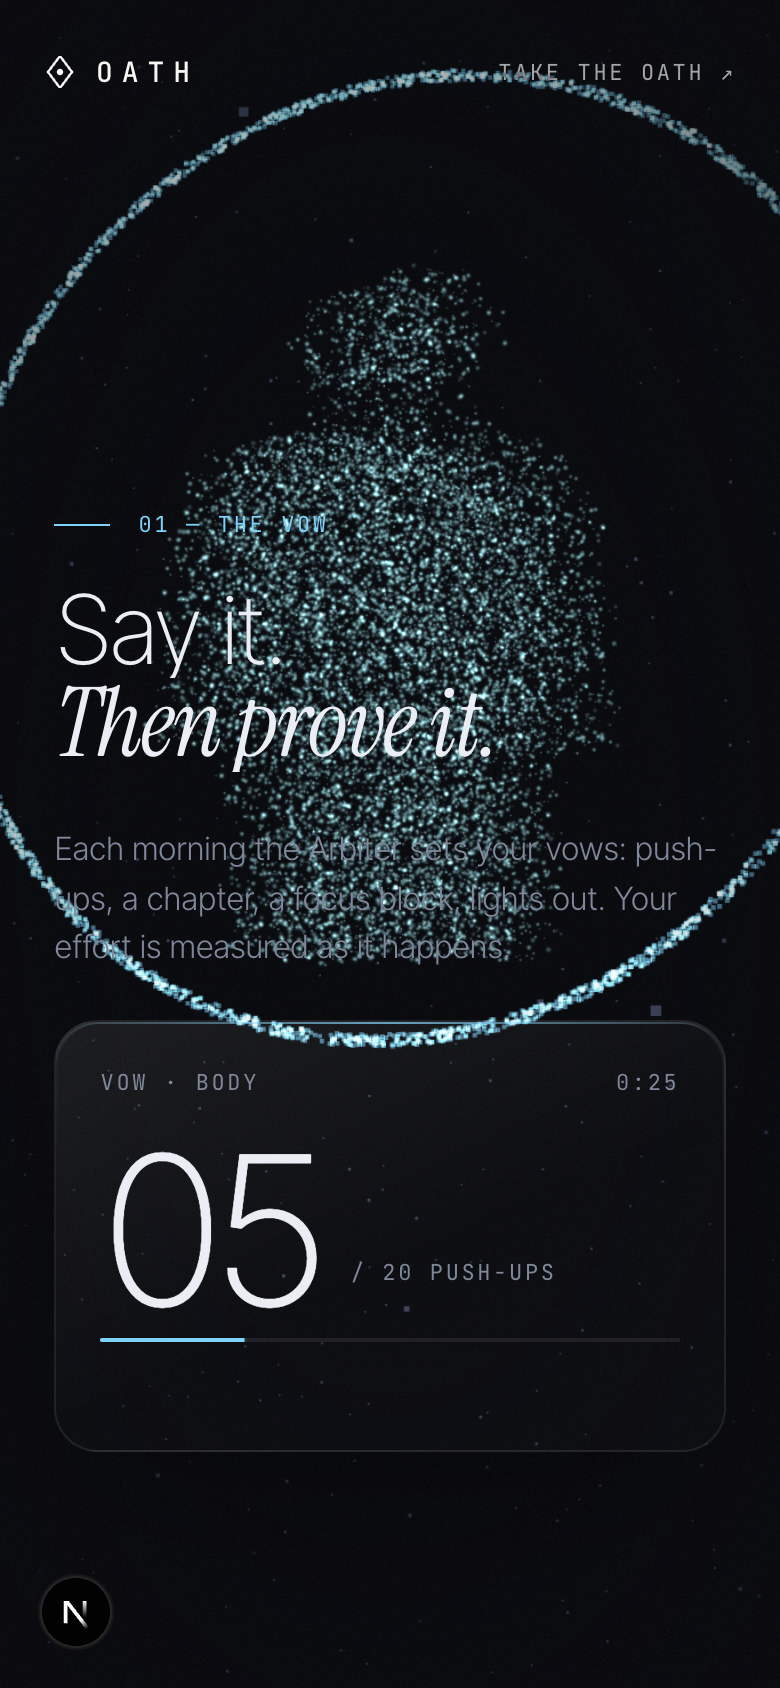 OATH
TAKE THE OATH ↗
01 — THE VOW
Say it.
Then prove it.
Each morning the Arbiter sets your vows: push-
ups, a chapter, a focus block, lights out. Your
effort is measured as it happens.
VOW · BODY
0:25
05
/ 20 PUSH-UPS
N